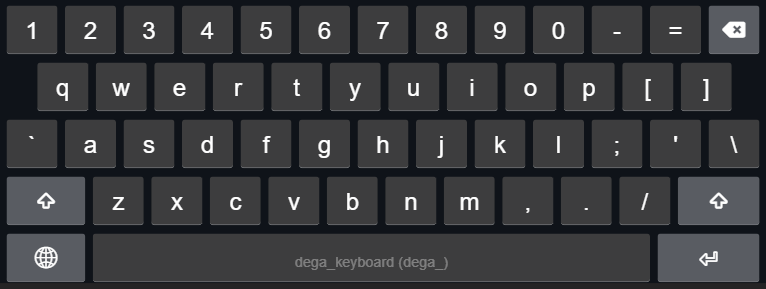 1 2 3 4 5 6 7 8 9 0 - =
q w e r t y u i o p [ ]
` a s d f g h j k l ; ' \
z x c v b n m , . /
dega_keyboard (dega_)